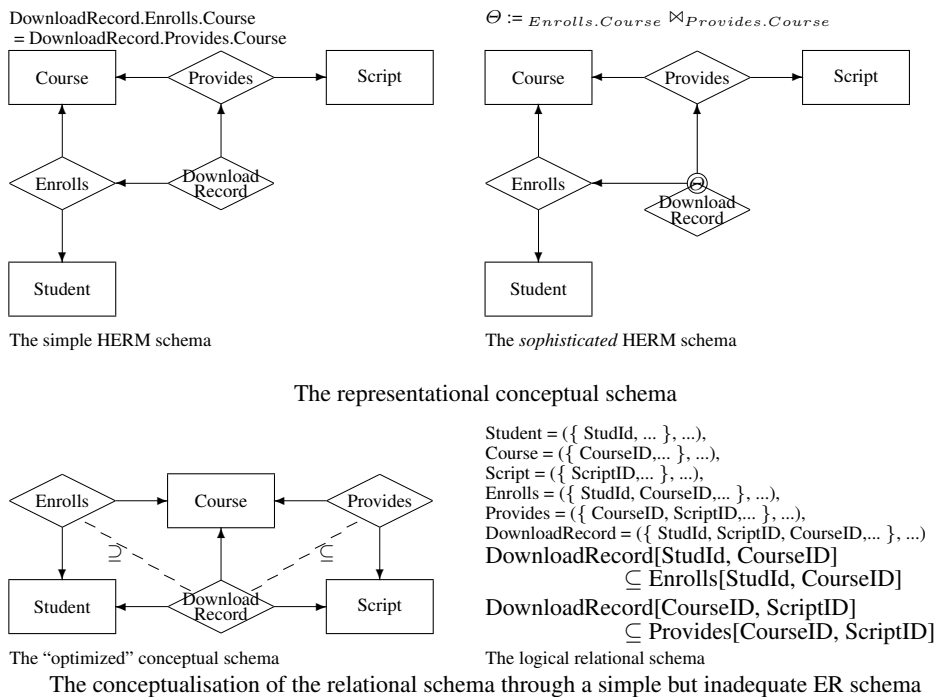 DownloadRecord.Enrolls.Course
= DownloadRecord.Provides.Course
Course
Provides
Script
Enrolls
Download
Record
Student
The simple HERM schema
Θ := Enrolls.Course ⋈Provides.Course
Course
Provides
Script
Enrolls
Θ
Download
Record
Student
The sophisticated HERM schema
The representational conceptual schema
Enrolls
Course
Provides
⊇
⊆
Student
Download
Record
Script
The “optimized” conceptual schema
Student = ({ StudId, ... }, ...),
Course = ({ CourseID,... }, ...),
Script = ({ ScriptID,... }, ...),
Enrolls = ({ StudId, CourseID,... }, ...),
Provides = ({ CourseID, ScriptID,... }, ...),
DownloadRecord = ({ StudId, ScriptID, CourseID,... }, ...)
DownloadRecord[StudId, CourseID]
⊆ Enrolls[StudId, CourseID]
DownloadRecord[CourseID, ScriptID]
⊆ Provides[CourseID, ScriptID]
The logical relational schema
The conceptualisation of the relational schema through a simple but inadequate ER schema